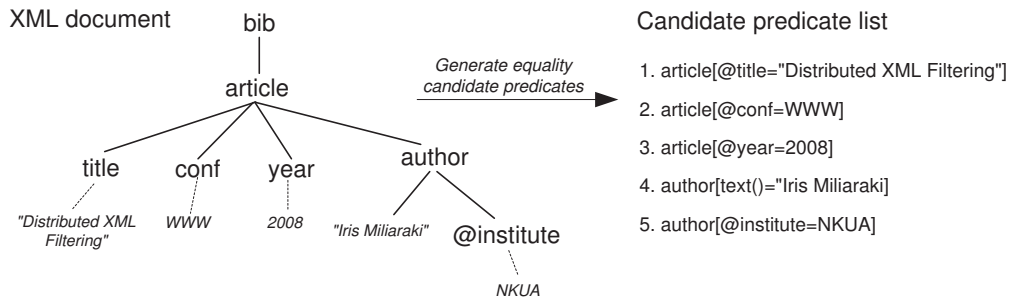 XML document
bib
article
title
conf
year
author
"Distributed XML
Filtering"
WWW
2008
"Iris Miliaraki"
@institute
NKUA
Generate equality
candidate predicates
Candidate predicate list
1. article[@title="Distributed XML Filtering"]
2. article[@conf=WWW]
3. article[@year=2008]
4. author[text()="Iris Miliaraki]
5. author[@institute=NKUA]